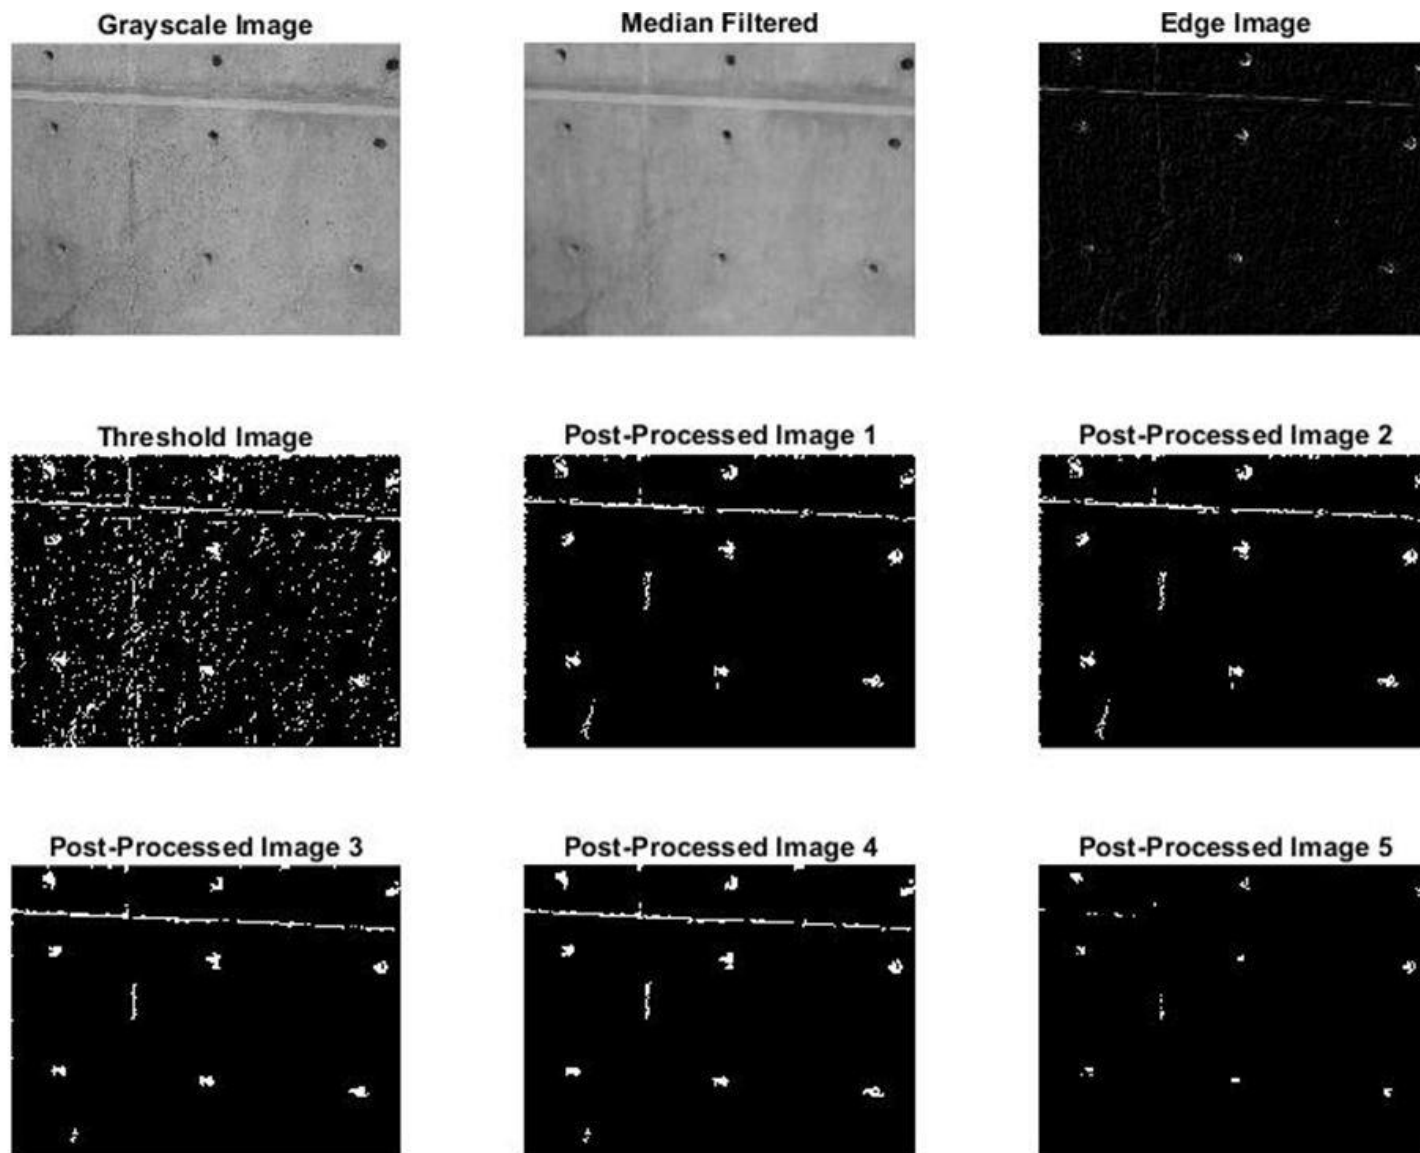 Grayscale Image
Median Filtered
Edge Image
Threshold Image
Post-Processed Image 1
Post-Processed Image 2
Post-Processed Image 3
Post-Processed Image 4
Post-Processed Image 5